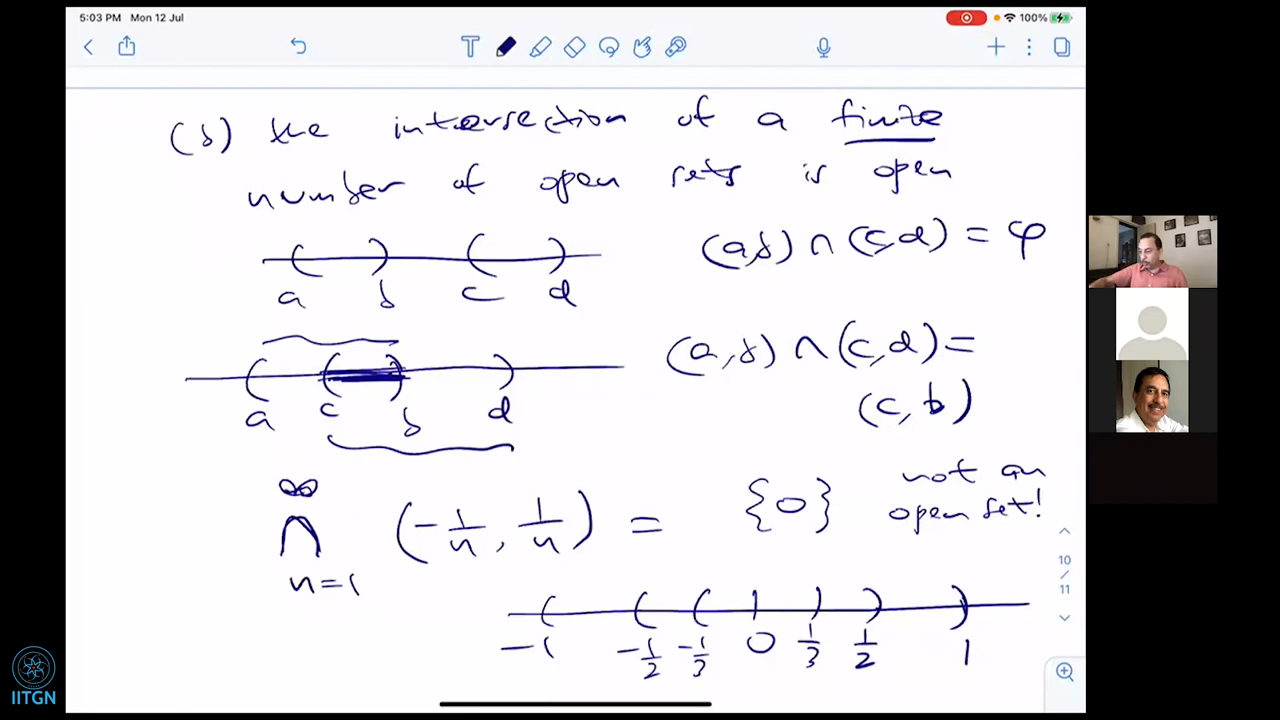 5:03 PM Mon 12 Jul
100%
(b) the intersection of a finite
number of open sets is open
(a,b) ∩ (c,d) = φ
a b c d
(a,b) ∩ (c,d) =
(c, b)
a c b d
∞
∩ (-1/n, 1/n) = {0} not an
open set!
n=1
10
/
11
-1 -1/2 -1/3 0 1/3 1/2 1
IITGN